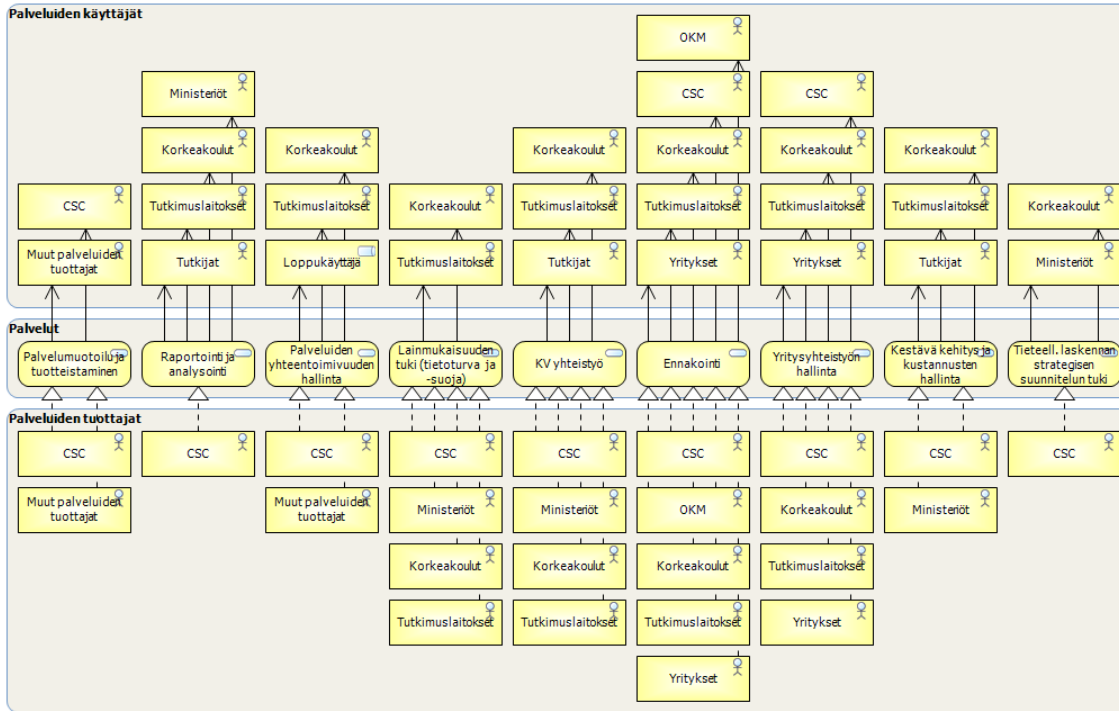 Palveluiden käyttäjät
OKM
Ministeriöt
CSC
CSC
Korkeakoulut
Korkeakoulut
Korkeakoulut
Korkeakoulut
Korkeakoulut
Korkeakoulut
CSC
Tutkimuslaitokset
Tutkimuslaitokset
Korkeakoulut
Tutkimuslaitokset
Tutkimuslaitokset
Tutkimuslaitokset
Tutkimuslaitokset
Korkeakoulut
Muut palveluiden
tuottajat
Tutkijat
Loppukäyttäjä
Tutkimuslaitokset
Tutkijat
Yritykset
Yritykset
Tutkijat
Ministeriöt
Palvelut
Palvelumuotoilu ja
tuotteistaminen
Raportointi ja
analysointi
Palveluiden
yhteentoimivuuden
hallinta
Lainmukaisuuden
tuki (tietoturva ja
-suoja)
KV yhteistyö
Ennakointi
Yritysyhteistyön
hallinta
Kestävä kehitys ja
kustannusten
hallinta
Tieteell. laskennan
strategisen
suunnitelun tuki
Palveluiden tuottajat
CSC
CSC
CSC
CSC
CSC
CSC
CSC
CSC
CSC
Muut palveluiden
tuottajat
Muut palveluiden
tuottajat
Ministeriöt
Ministeriöt
OKM
Korkeakoulut
Ministeriöt
Korkeakoulut
Korkeakoulut
Korkeakoulut
Tutkimuslaitokset
Tutkimuslaitokset
Tutkimuslaitokset
Tutkimuslaitokset
Yritykset
Yritykset